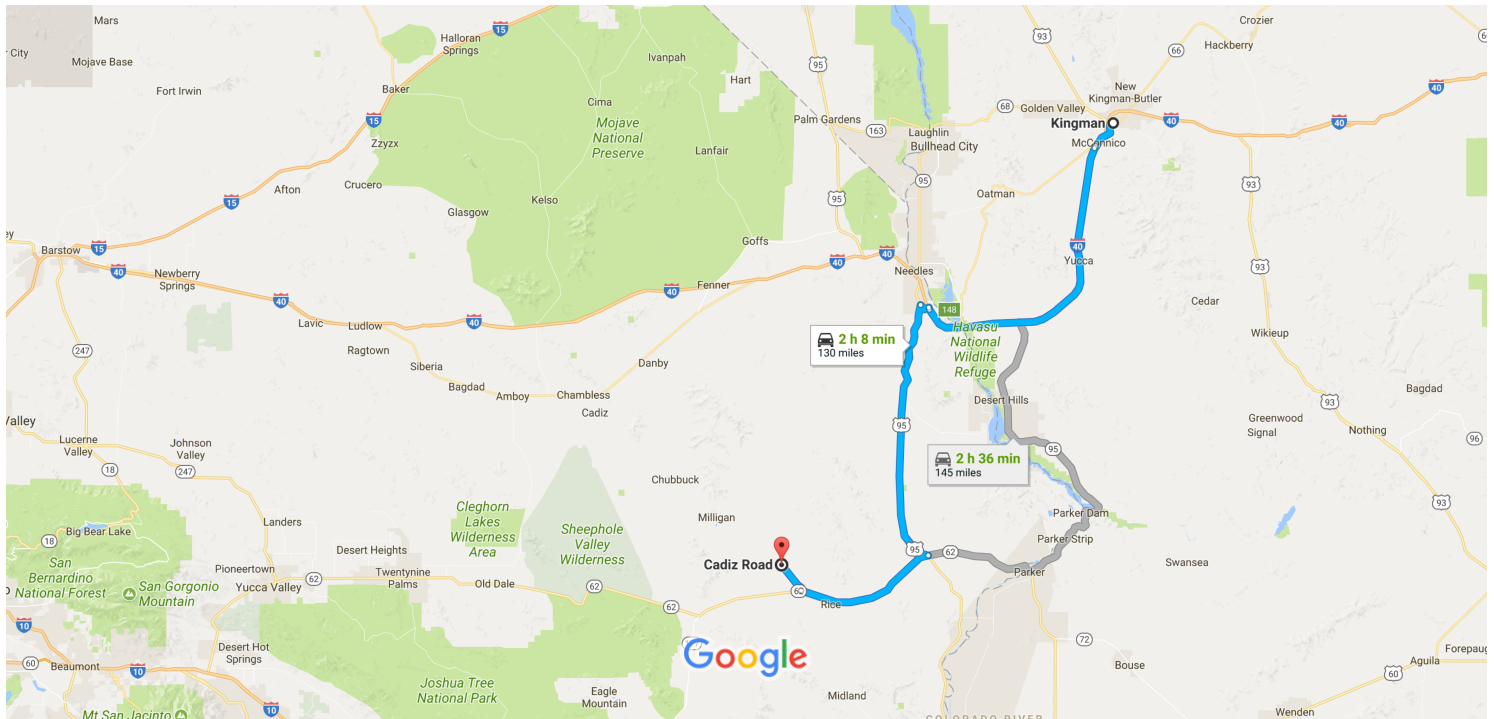 Mars
Crozier
15
Halloran
Springs
93
r City
Mojave Base
Ivanpah
95
66
Hackberry
Hart
Baker
Fort Irwin
40
New
Kingman-Butler
Cima
68
Golden Valley
15
Mojave
National
Preserve
Palm Gardens
163
Laughlin
Bullhead City
Kingman
40
40
Zzyzx
McConnico
Lanfair
Afton
Crucero
95
93
Oatman
Kelso
95
15
Glasgow
ey
Goffs
40
15
Barstow
40
40
Yucca
93
Newberry
Springs
40
Needles
Fenner
40
40
Cedar
148
Lavic
Ludlow
40
Havasu
National
Wildlife
Refuge
Wikieup
2 h 8 min
130 miles
Ragtown
247
Siberia
Danby
Bagdad
Bagdad
Amboy
Chambless
Cadiz
Desert Hills
93
Valley
95
Greenwood
Signal
Nothing
Lucerne
Valley
Johnson
Valley
96
18
247
2 h 36 min
145 miles
95
Chubbuck
93
Cleghorn
Lakes
Wilderness
Area
Milligan
Parker Dam
Landers
Sheephole
Valley
Wilderness
Big Bear Lake
18
Parker Strip
95
62
Desert Heights
Cadiz Road
San
Bernardino
National Forest
Pioneertown
Swansea
Twentynine
Palms
Parker
San Gorgonio
Mountain
Yucca Valley
62
Old Dale
62
62
62
Rice
10
72
Desert Hot
Springs
Google
60
Beaumont
10
Bouse
Forepaug
Aguila
60
Joshua Tree
National Park
Eagle
Mountain
Midland
10
Mt San Jacinto
COLORADO RIVER
Wenden